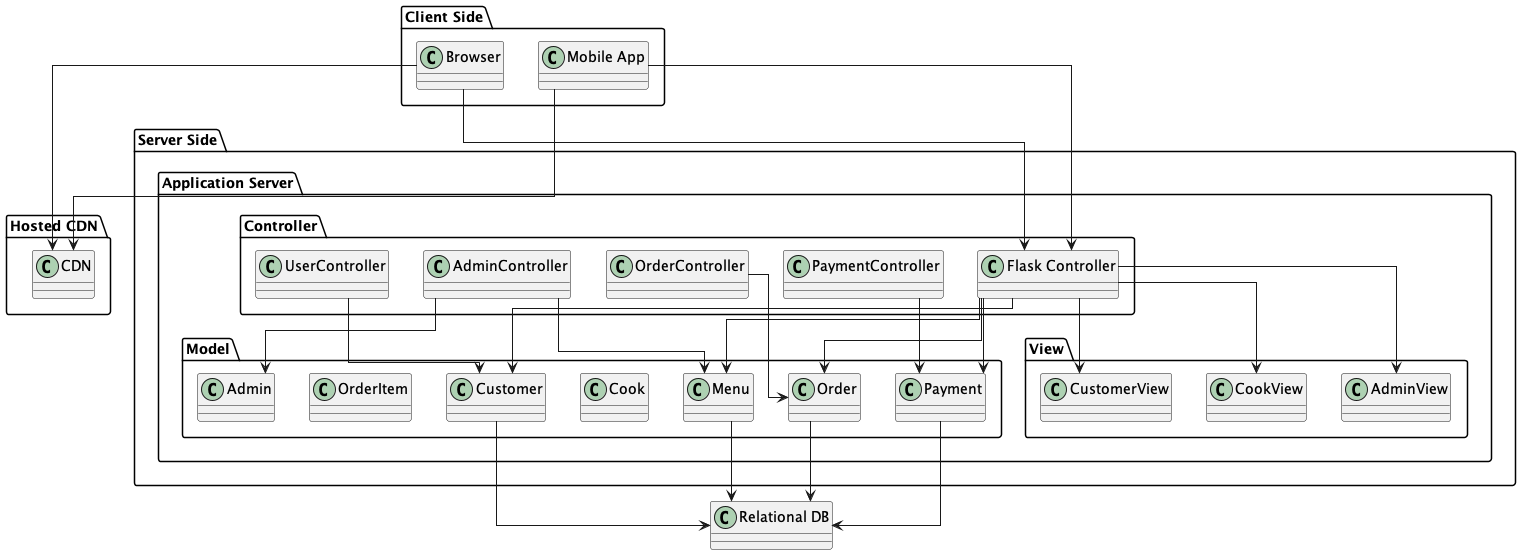 Client Side
C Browser
C Mobile App
Server Side
Application Server
Hosted CDN
C CDN
Controller
C UserController
C AdminController
C OrderController
C PaymentController
C Flask Controller
Model
C Admin
C OrderItem
C Customer
C Cook
C Menu
C Order
C Payment
View
C CustomerView
C CookView
C AdminView
C Relational DB